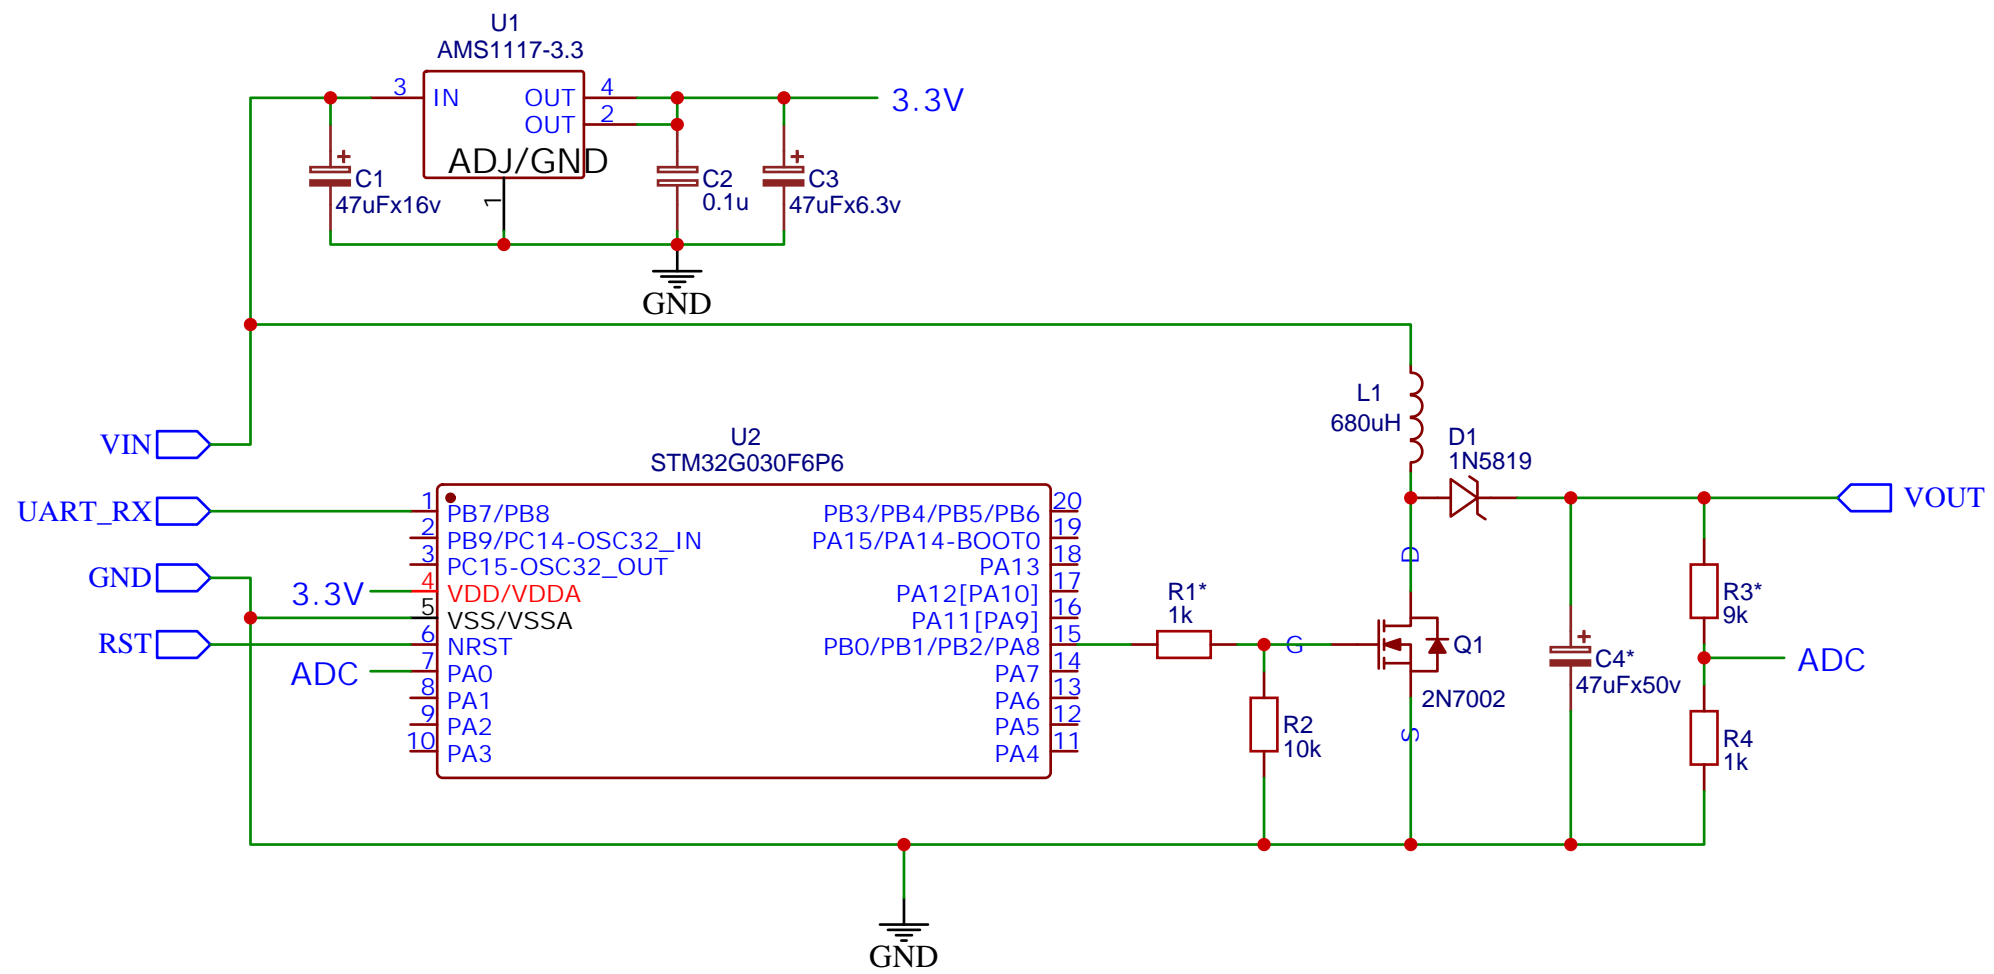 U1
AMS1117-3.3
3
IN
OUT
4
OUT
2
ADJ/GND
1
3.3V
C1
47uFx16v
C2
0.1u
C3
47uFx6.3v
GND
VIN
UART_RX
GND
RST
3.3V
ADC
U2
STM32G030F6P6
1
PB7/PB8
2
PB9/PC14-OSC32_IN
3
PC15-OSC32_OUT
4
VDD/VDDA
5
VSS/VSSA
6
NRST
7
PA0
8
PA1
9
PA2
10
PA3
PB3/PB4/PB5/PB6
20
PA15/PA14-BOOT0
19
PA13
18
PA12[PA10]
17
PA11[PA9]
16
PB0/PB1/PB2/PA8
15
PA7
14
PA6
13
PA5
12
PA4
11
R1*
1k
G
R2
10k
L1
680uH
D1
1N5819
D
Q1
2N7002
S
C4*
47uFx50v
VOUT
R3*
9k
ADC
R4
1k
GND